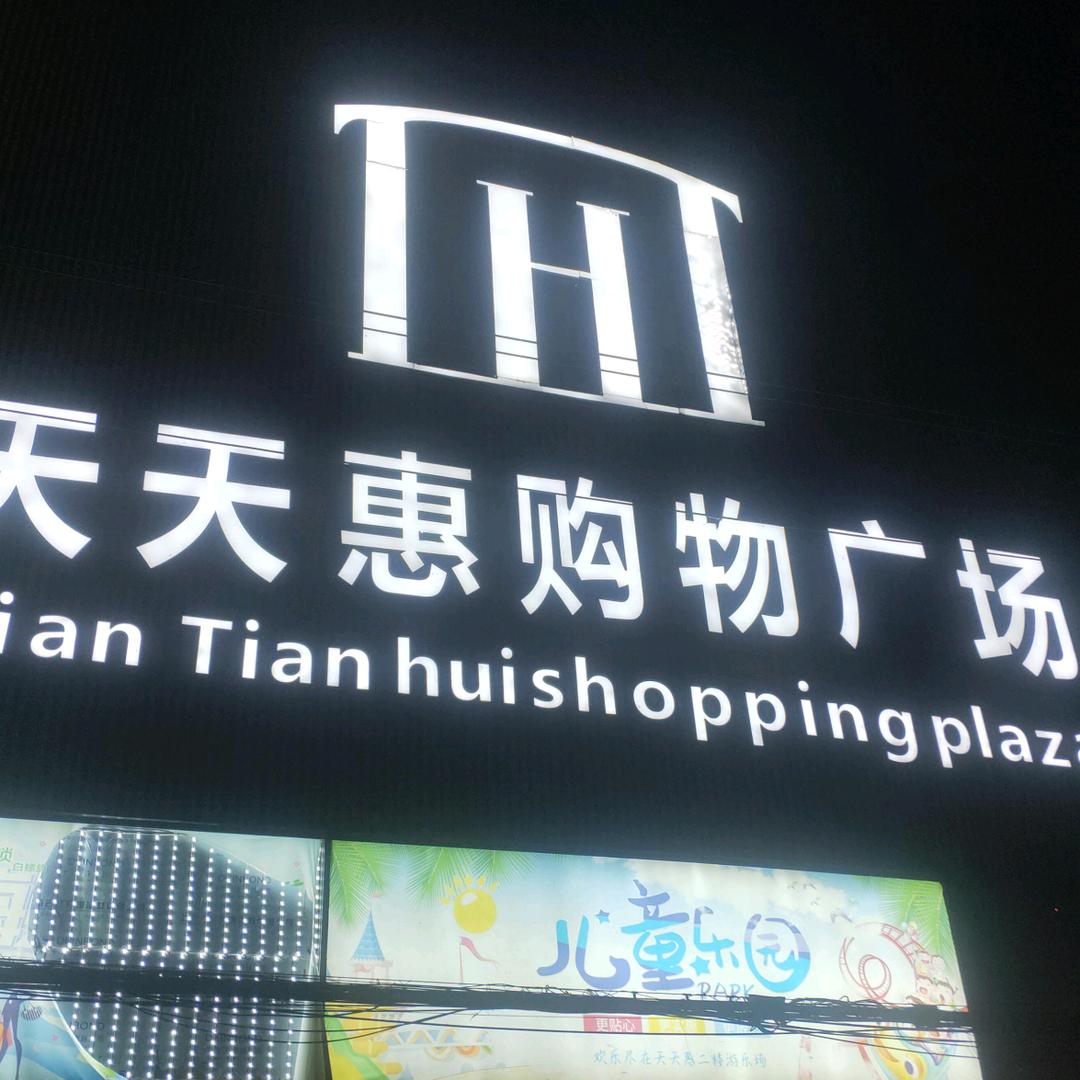 TH
天天惠购物广场
ian Tian huishopping plaza
儿童乐园
PARK
更贴心
欢乐尽在天天惠二楼游乐场